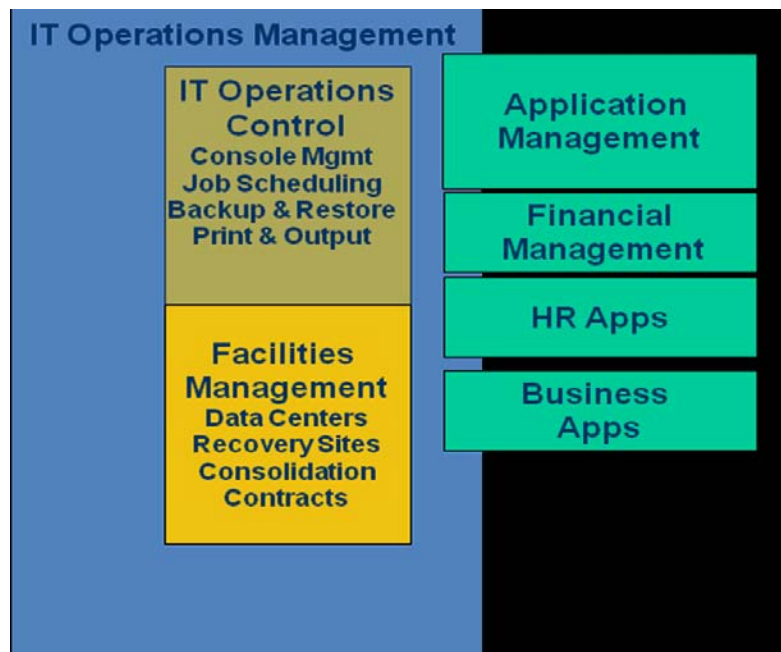 IT Operations Management
IT Operations
Control
Console Mgmt
Job Scheduling
Backup & Restore
Print & Output
Facilities
Management
Data Centers
Recovery Sites
Consolidation
Contracts
Application
Management
Financial
Management
HR Apps
Business
Apps